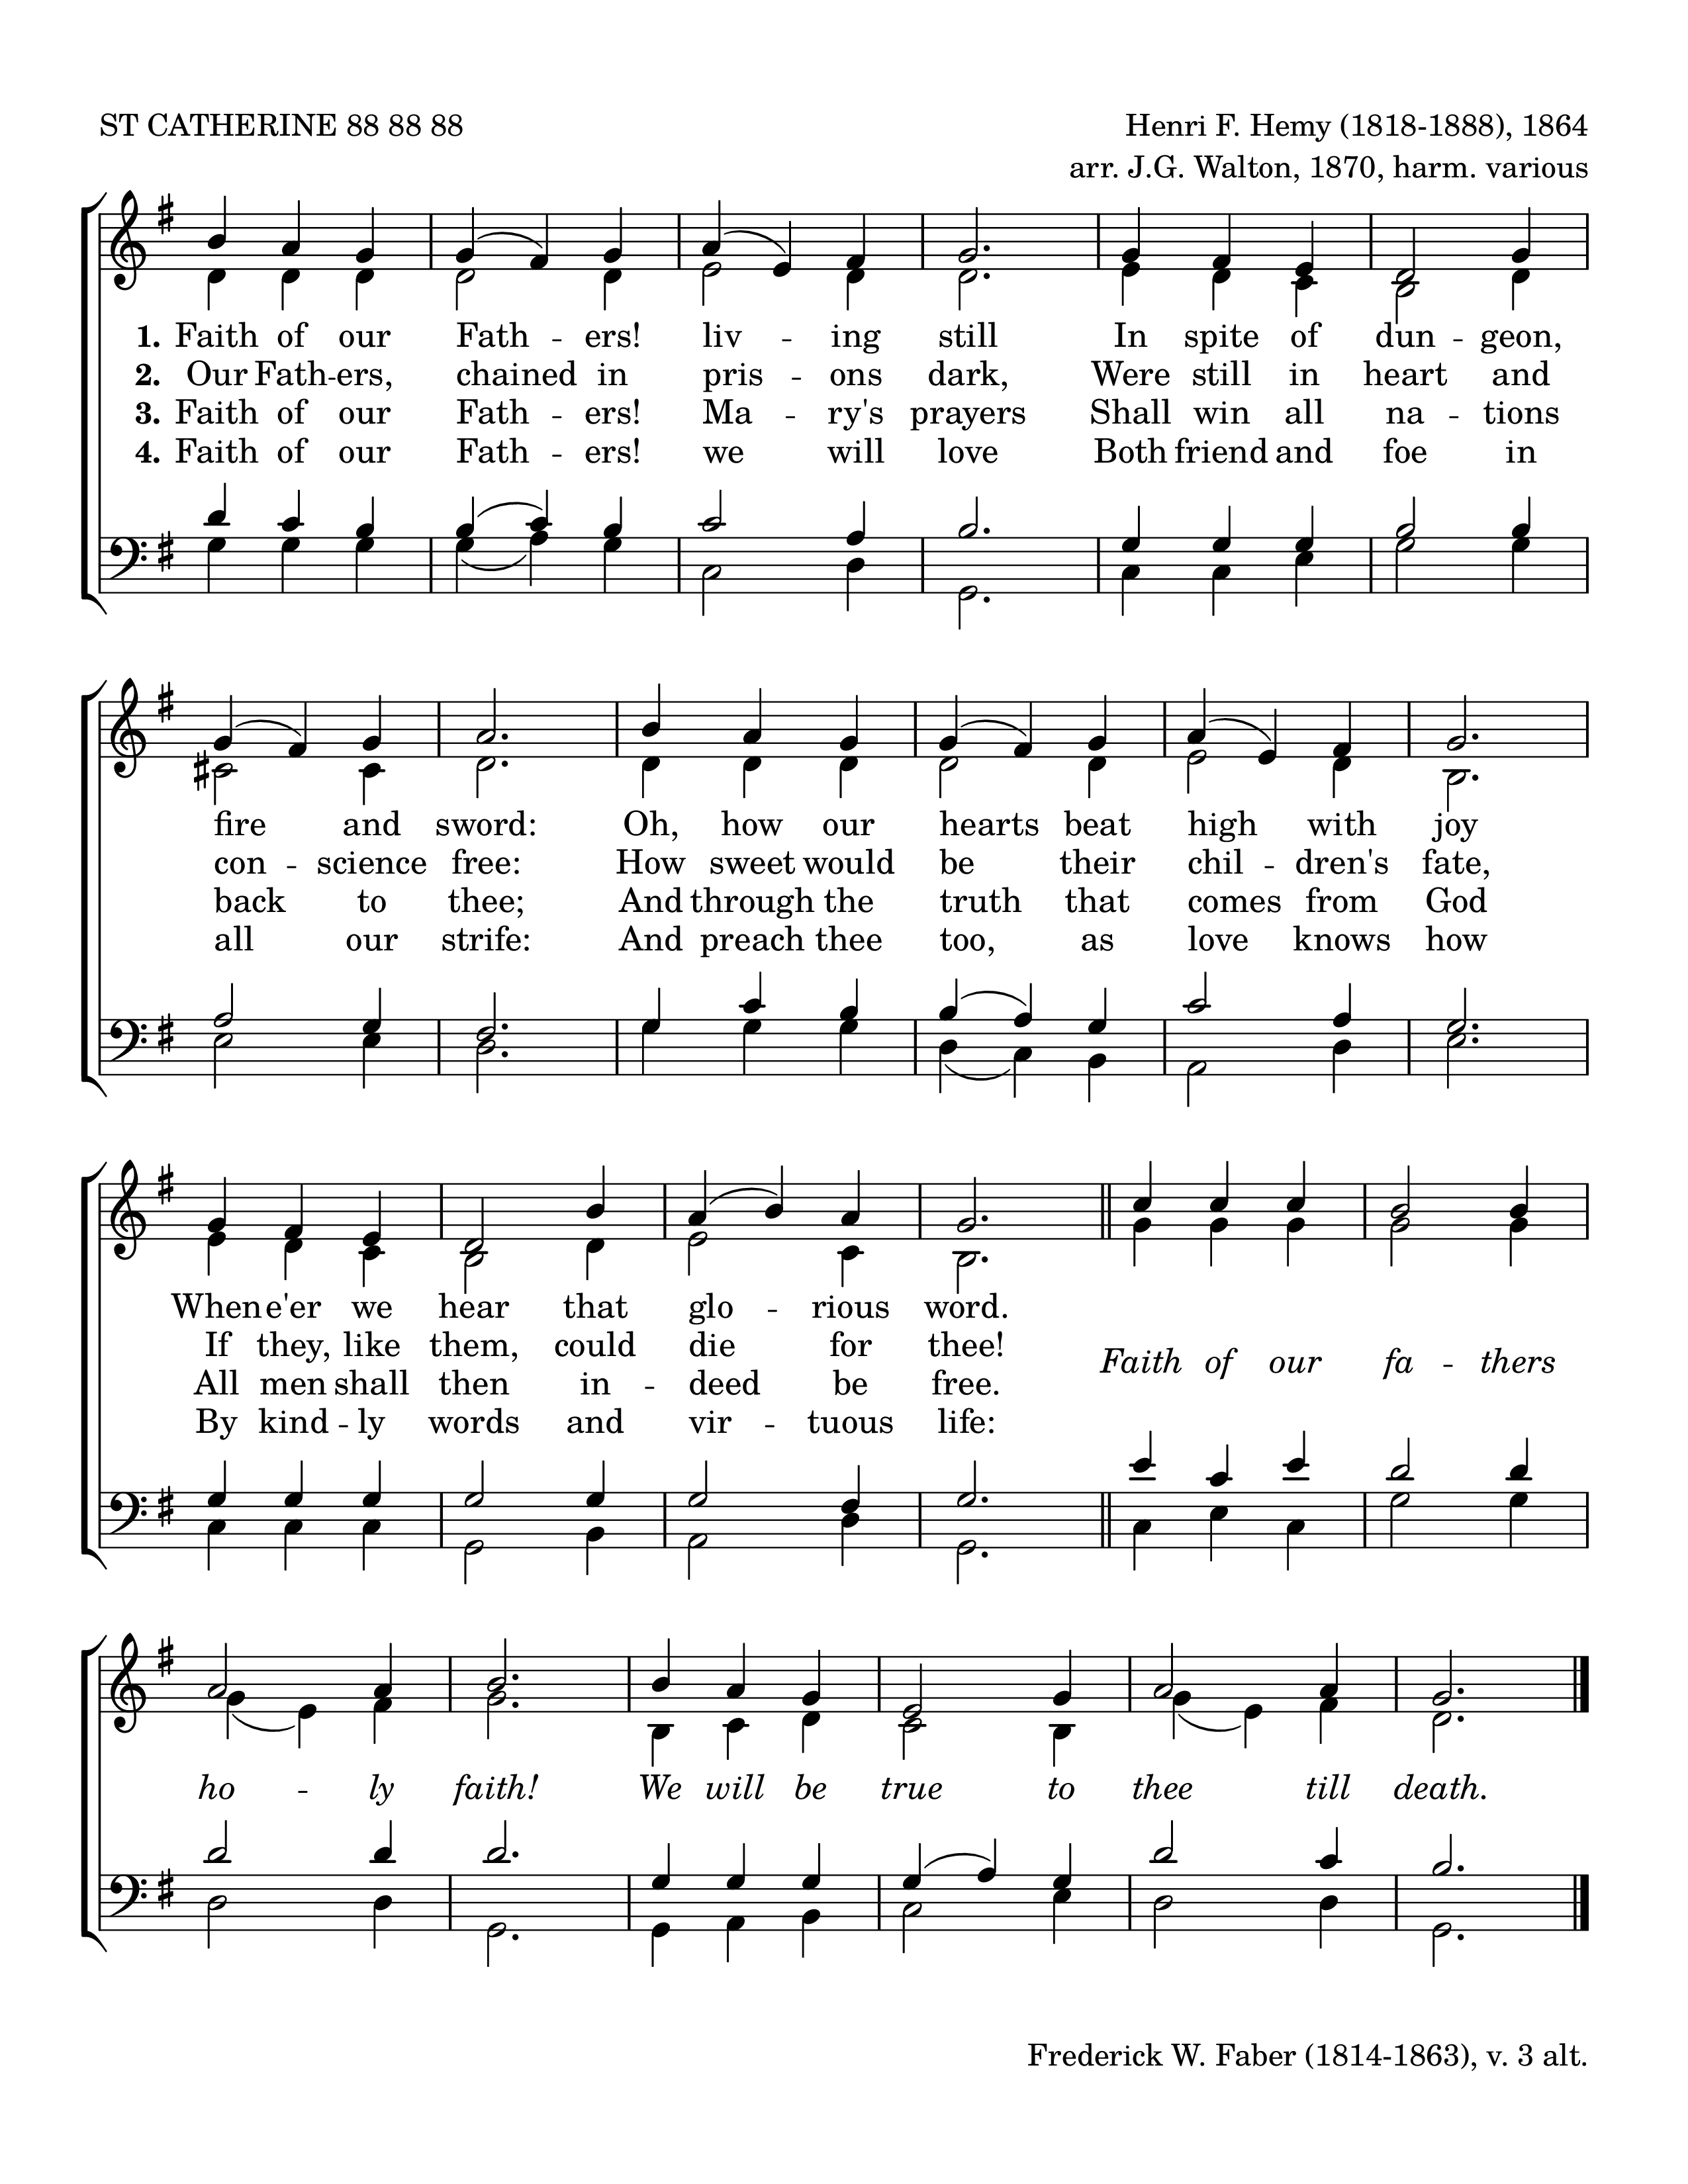 ST CATHERINE 88 88 88
Henri F. Hemy (1818-1888), 1864
arr. J.G. Walton, 1870, harm. various
1. Faith of our Fath - ers! liv - ing still In spite of dun - geon,
2. Our Fath - ers, chained in pris - ons dark, Were still in heart and
3. Faith of our Fath - ers! Ma - ry's prayers Shall win all na - tions
4. Faith of our Fath - ers! we will love Both friend and foe in
fire and sword: Oh, how our hearts beat high with joy
con - science free: How sweet would be their chil - dren's fate,
back to thee; And through the truth that comes from God
all our strife: And preach thee too, as love knows how
When - e'er we hear that glo - rious word.
If they, like them, could die for thee!
Faith of our fa - thers
All men shall then in - deed be free.
By kind - ly words and vir - tuous life:
ho - ly faith! We will be true to thee till death.
Frederick W. Faber (1814-1863), v. 3 alt.